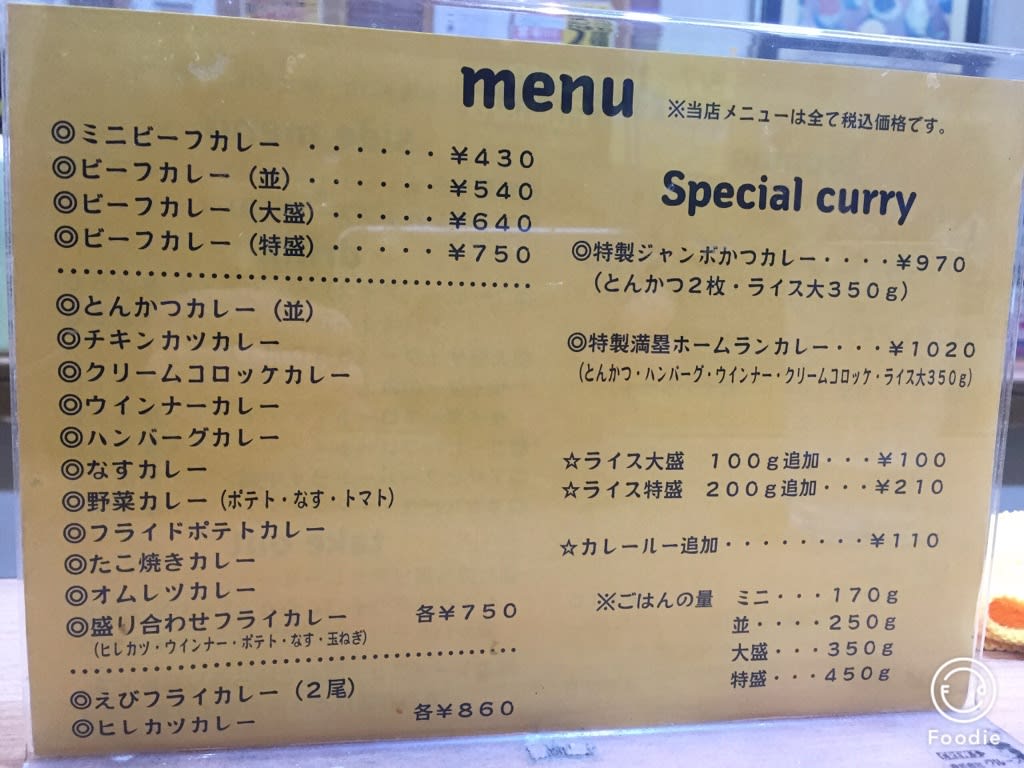 menu
※当店メニューは全て税込価格です。
◎ミニビーフカレー ・・・・・・ ¥430
◎ビーフカレー（並）・・・・・・ ¥540
◎ビーフカレー（大盛）・・・・・ ¥640
◎ビーフカレー（特盛）・・・・・ ¥750
◎とんかつカレー（並）
◎チキンカツカレー
◎クリームコロッケカレー
◎ウインナーカレー
◎ハンバーグカレー
◎なすカレー
◎野菜カレー（ポテト・なす・トマト）
◎フライドポテトカレー
◎たこ焼きカレー
◎オムレツカレー
◎盛り合わせフライカレー 各¥750
（ヒレカツ・ウインナー・ポテト・なす・玉ねぎ）
◎えびフライカレー（２尾）
◎ヒレカツカレー 各¥860
Special curry
◎特製ジャンボかつカレー・・・・¥970
（とんかつ２枚・ライス大350ｇ）
◎特製満塁ホームランカレー・・・¥1020
（とんかつ・ハンバーグ・ウインナー・クリームコロッケ・ライス大350ｇ）
☆ライス大盛 100ｇ追加・・・¥100
☆ライス特盛 200ｇ追加・・・¥210
☆カレールー追加・・・・・・・・¥110
※ごはんの量 ミニ・・・170ｇ
並・・・・250ｇ
大盛・・・350ｇ
特盛・・・450ｇ
Foodie